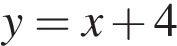 y = x + 4